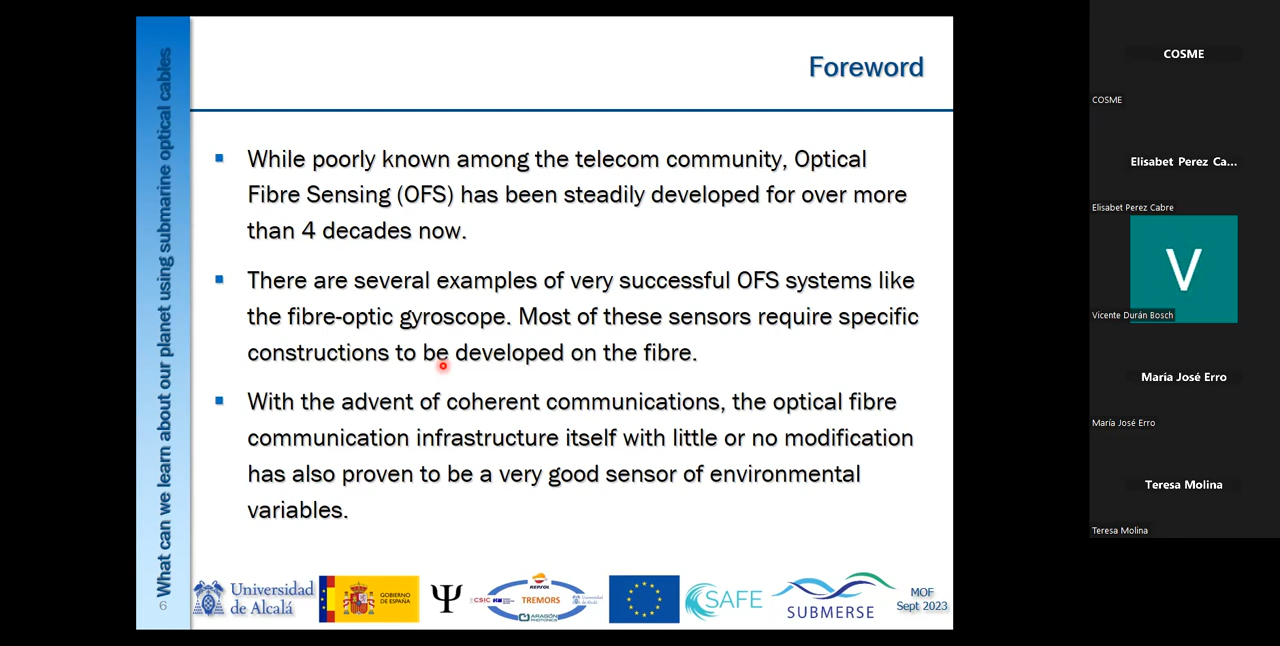 What can we learn about our planet using submarine optical cables
Foreword
While poorly known among the telecom community, Optical
Fibre Sensing (OFS) has been steadily developed for over more
than 4 decades now.
There are several examples of very successful OFS systems like
the fibre-optic gyroscope. Most of these sensors require specific
constructions to be developed on the fibre.
With the advent of coherent communications, the optical fibre
communication infrastructure itself with little or no modification
has also proven to be a very good sensor of environmental
variables.
6
Universidad
de Alcalá
GOBIERNO
DE ESPAÑA
Ψ
REPSOL
CSIC
TREMORS
Universidad
de Alcalá
ARAGÓN
PHOTONICS
SAFE
SUBMERSE
MOF
Sept 2023
COSME
COSME
Elisabet Perez Ca...
Elisabet Perez Cabre
V
Vicente Durán Bosch
María José Erro
María José Erro
Teresa Molina
Teresa Molina